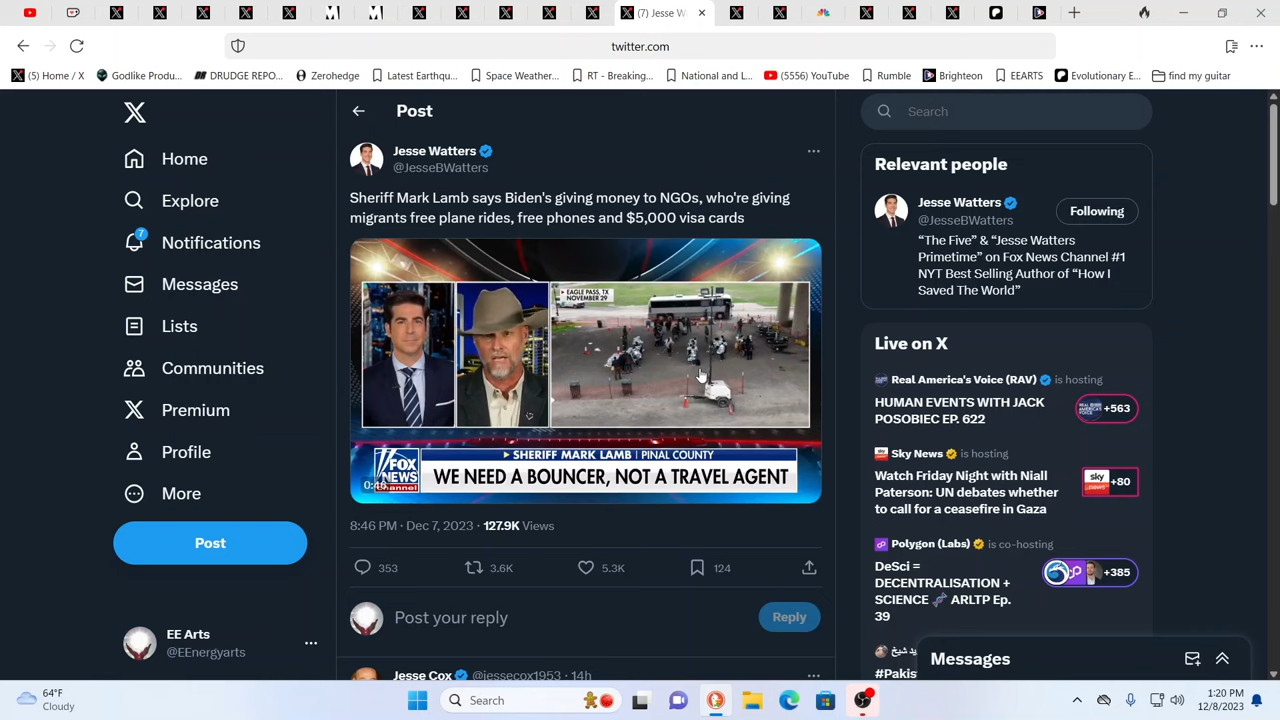 (7) Jesse W
twitter.com
(5) Home / X
Godlike Produ...
DRUDGE REPO...
Zerohedge
Latest Earthqu...
Space Weather...
RT - Breaking...
National and L...
(5556) YouTube
Rumble
Brighteon
EEARTS
Evolutionary E...
find my guitar
Home
Explore
7
Notifications
Messages
Lists
Communities
Premium
Profile
More
Post
EE Arts
@EEnergyarts
Post
Jesse Watters
@JesseBWatters
Sheriff Mark Lamb says Biden's giving money to NGOs, who're giving
migrants free plane rides, free phones and $5,000 visa cards
EAGLE PASS, TX
NOVEMBER 29
SHERIFF MARK LAMB | PINAL COUNTY
WE NEED A BOUNCER, NOT A TRAVEL AGENT
FOX
NEWS
channel
8:46 PM · Dec 7, 2023 · 127.9K Views
353
3.6K
5.3K
124
Post your reply
Reply
Jesse Cox @jessecox1953 · 14h
Search
Relevant people
Jesse Watters
@JesseBWatters
Following
“The Five” & “Jesse Watters
Primetime” on Fox News Channel #1
NYT Best Selling Author of “How I
Saved The World”
Live on X
Real America's Voice (RAV) is hosting
HUMAN EVENTS WITH JACK
POSOBIEC EP. 622
+563
Sky News is hosting
Watch Friday Night with Niall
Paterson: UN debates whether
to call for a ceasefire in Gaza
sky
news
+80
Polygon (Labs) is co-hosting
DeSci =
DECENTRALISATION +
SCIENCE 🧬 ARLTP Ep.
39
+385
#Pakis
Messages
64°F
Cloudy
Search
1:20 PM
12/8/2023